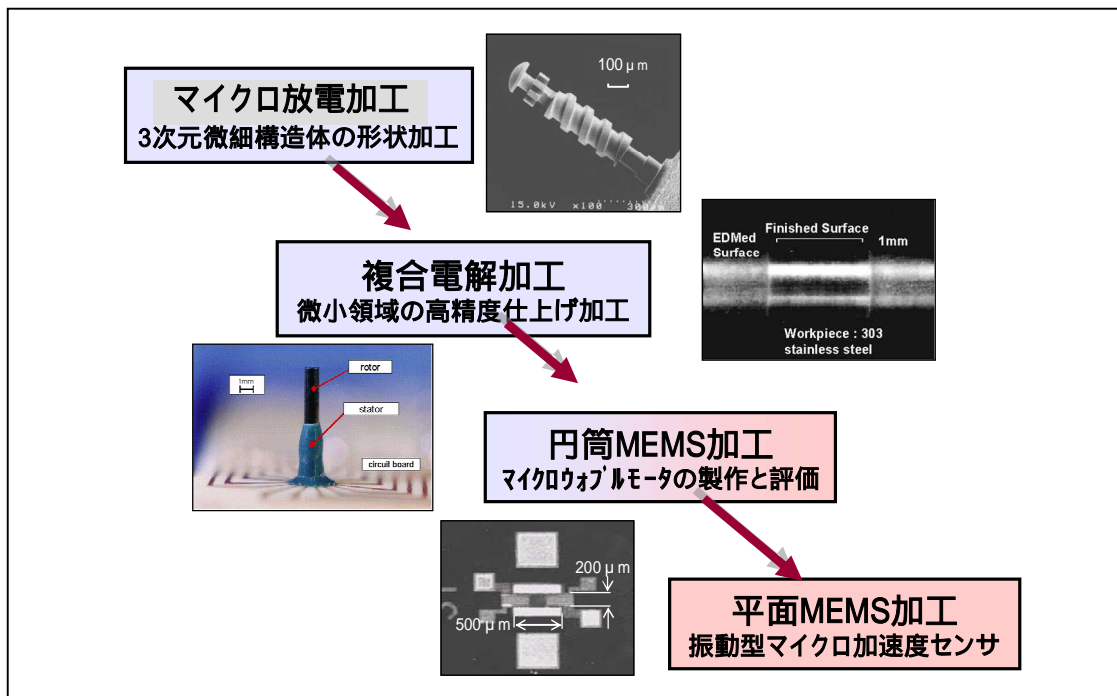 マイクロ放電加工
3次元微細構造体の形状加工
100μm
15.0kV ×100 300μm
複合電解加工
微小領域の高精度仕上げ加工
EDMed
Surface
Finished Surface
1mm
Workpiece : 303
stainless steel
1mm
rotor
stator
circuil board
円筒MEMS加工
ﾏｲｸﾛｳｫﾌﾞﾙﾓｰﾀの製作と評価
200μm
500μm
平面MEMS加工
振動型マイクロ加速度センサ